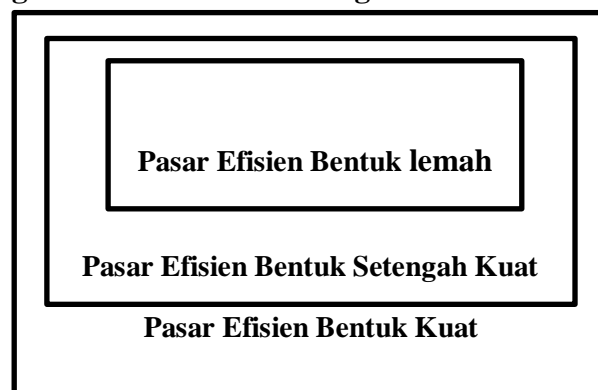 Pasar Efisien Bentuk lemah
Pasar Efisien Bentuk Setengah Kuat
Pasar Efisien Bentuk Kuat